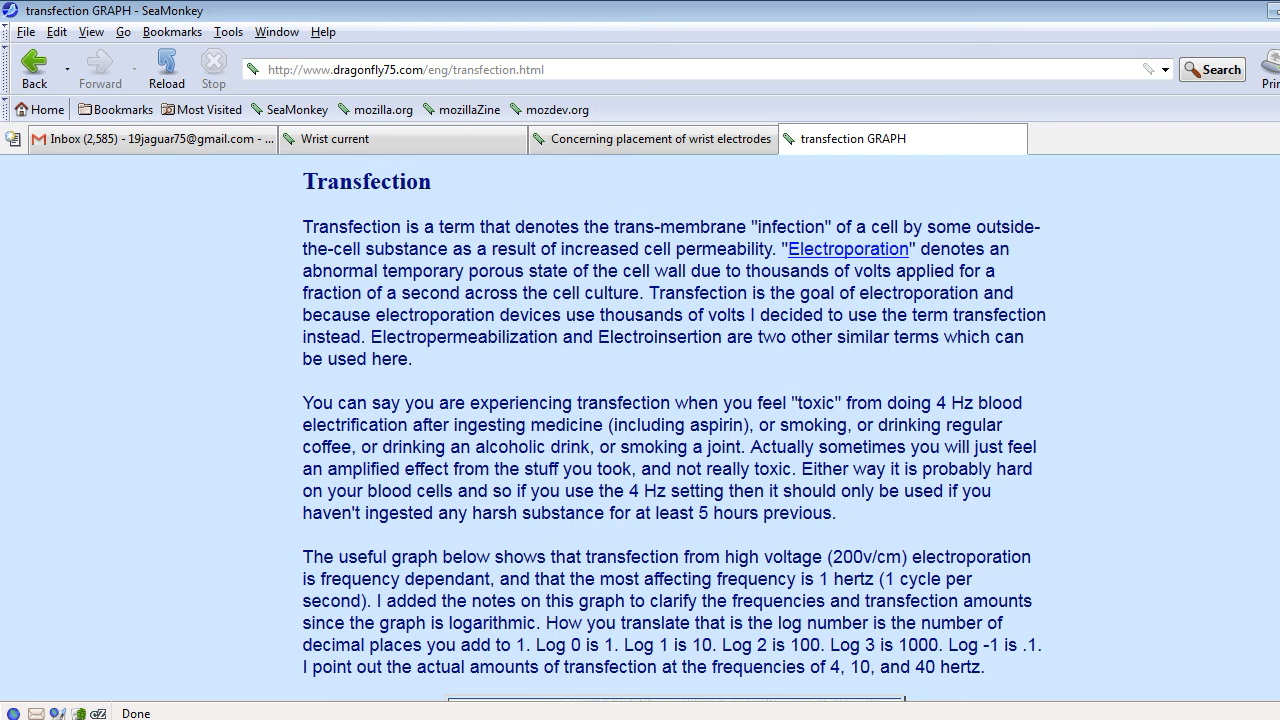 transfection GRAPH - SeaMonkey
File Edit View Go Bookmarks Tools Window Help
Back Forward Reload Stop http://www.dragonfly75.com/eng/transfection.html Search Prin
Home Bookmarks Most Visited SeaMonkey mozilla.org mozillaZine mozdev.org
Inbox (2,585) - 19jaguar75@gmail.com - ... Wrist current Concerning placement of wrist electrodes transfection GRAPH
Transfection
Transfection is a term that denotes the trans-membrane "infection" of a cell by some outside-
the-cell substance as a result of increased cell permeability. "Electroporation" denotes an
abnormal temporary porous state of the cell wall due to thousands of volts applied for a
fraction of a second across the cell culture. Transfection is the goal of electroporation and
because electroporation devices use thousands of volts I decided to use the term transfection
instead. Electropermeabilization and Electroinsertion are two other similar terms which can
be used here.
You can say you are experiencing transfection when you feel "toxic" from doing 4 Hz blood
electrification after ingesting medicine (including aspirin), or smoking, or drinking regular
coffee, or drinking an alcoholic drink, or smoking a joint. Actually sometimes you will just feel
an amplified effect from the stuff you took, and not really toxic. Either way it is probably hard
on your blood cells and so if you use the 4 Hz setting then it should only be used if you
haven't ingested any harsh substance for at least 5 hours previous.
The useful graph below shows that transfection from high voltage (200v/cm) electroporation
is frequency dependant, and that the most affecting frequency is 1 hertz (1 cycle per
second). I added the notes on this graph to clarify the frequencies and transfection amounts
since the graph is logarithmic. How you translate that is the log number is the number of
decimal places you add to 1. Log 0 is 1. Log 1 is 10. Log 2 is 100. Log 3 is 1000. Log -1 is .1.
I point out the actual amounts of transfection at the frequencies of 4, 10, and 40 hertz.
Done